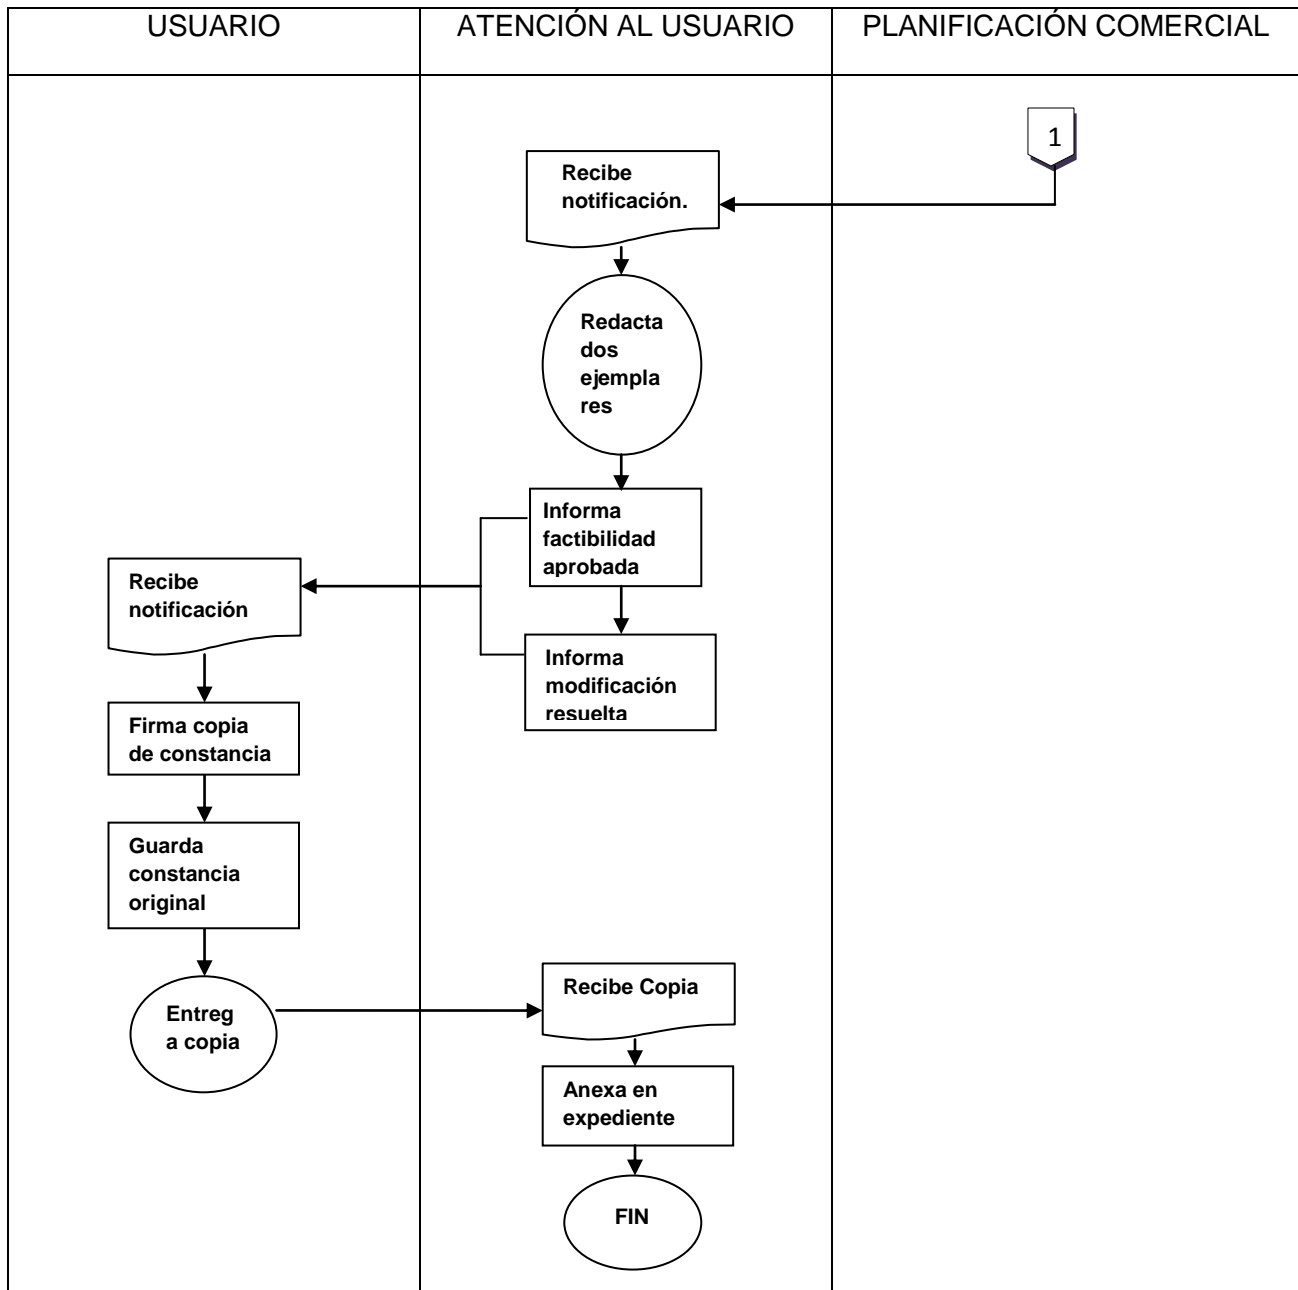 USUARIO
ATENCIÓN AL USUARIO
PLANIFICACIÓN COMERCIAL
1
Recibe
notificación.
Redacta
dos
ejempla
res
Informa
factibilidad
aprobada
Recibe
notificación
Informa
modificación
resuelta
Firma copia
de constancia
Guarda
constancia
original
Entreg
a copia
Recibe Copia
Anexa en
expediente
FIN